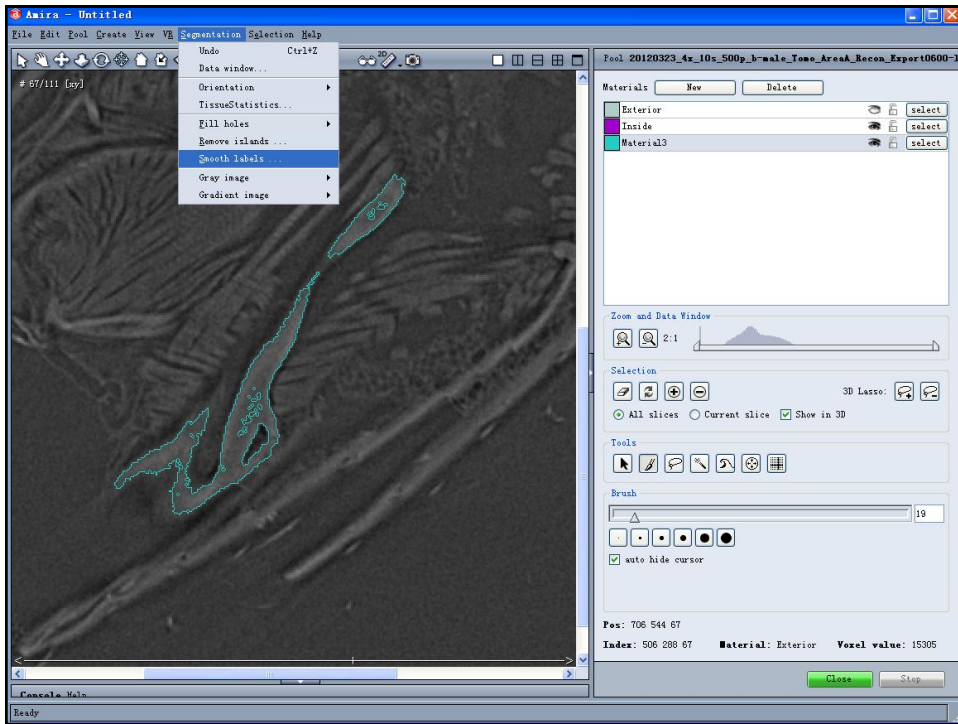 Amira - Untitled
File Edit Pool Create View VR Segmentation Selection Help
Undo Ctrl+Z
Data window...
Orientation
TissueStatistics...
Fill holes
Remove islands ...
Smooth labels ...
Gray image
Gradient image
2D
# 67/111 [xy]
Pool 20120323_4x_10s_500p_b-male_Tomo_AreaA_Recon_Export0600-1
Materials New Delete
Exterior select
Inside select
Material3 select
Zoom and Data Window
2:1
Selection
3D Lasso:
All slices Current slice Show in 3D
Tools
Brush
19
auto hide cursor
Pos: 706 544 67
Index: 506 288 67 Material: Exterior Voxel value: 15305
Close Stop
Console Help
Ready